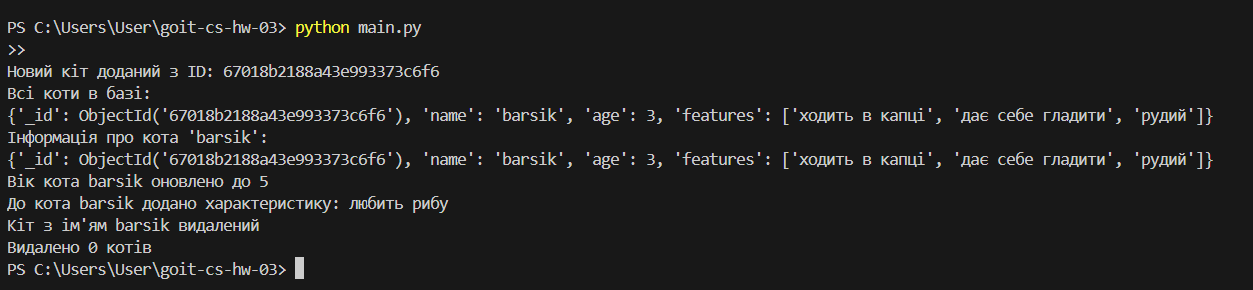 PS C:\Users\User\goit-cs-hw-03> python main.py
>>
Новий кіт доданий з ID: 67018b2188a43e993373c6f6
Всі коти в базі:
{'_id': ObjectId('67018b2188a43e993373c6f6'), 'name': 'barsik', 'age': 3, 'features': ['ходить в капці', 'дає себе гладити', 'рудий']}
Інформація про кота 'barsik':
{'_id': ObjectId('67018b2188a43e993373c6f6'), 'name': 'barsik', 'age': 3, 'features': ['ходить в капці', 'дає себе гладити', 'рудий']}
Вік кота barsik оновлено до 5
До кота barsik додано характеристику: любить рибу
Кіт з ім'ям barsik видалений
Видалено 0 котів
PS C:\Users\User\goit-cs-hw-03>